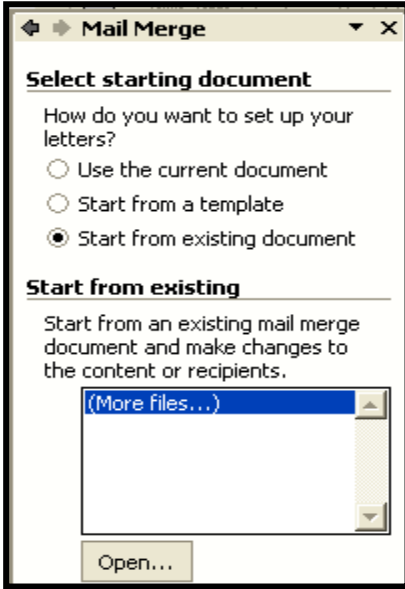 Mail Merge
Select starting document
How do you want to set up your
letters?
Use the current document
Start from a template
Start from existing document
Start from existing
Start from an existing mail merge
document and make changes to
the content or recipients.
(More files...)
Open...